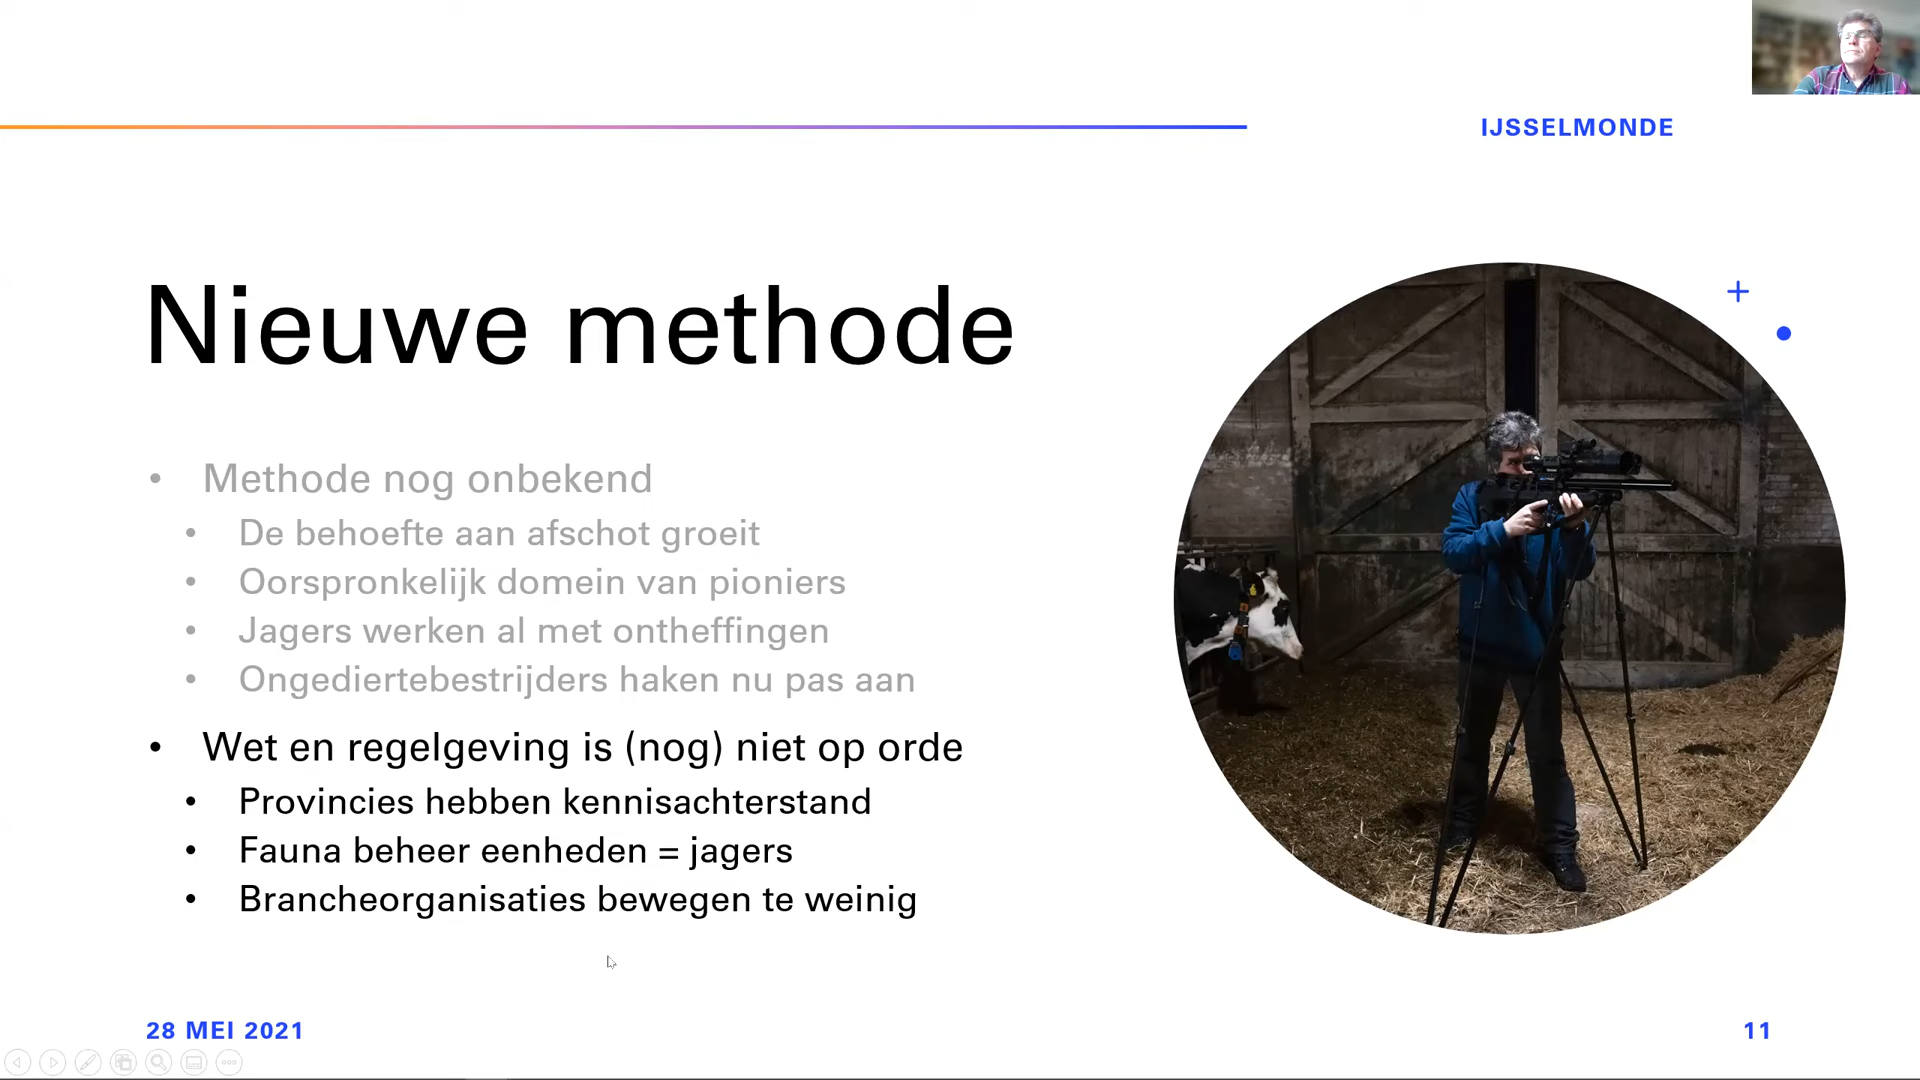 IJSSELMONDE
Nieuwe methode
• Methode nog onbekend
• De behoefte aan afschot groeit
• Oorspronkelijk domein van pioniers
• Jagers werken al met ontheffingen
• Ongediertebestrijders haken nu pas aan
• Wet en regelgeving is (nog) niet op orde
• Provincies hebben kennisachterstand
• Fauna beheer eenheden = jagers
• Brancheorganisaties bewegen te weinig
28 MEI 2021
11